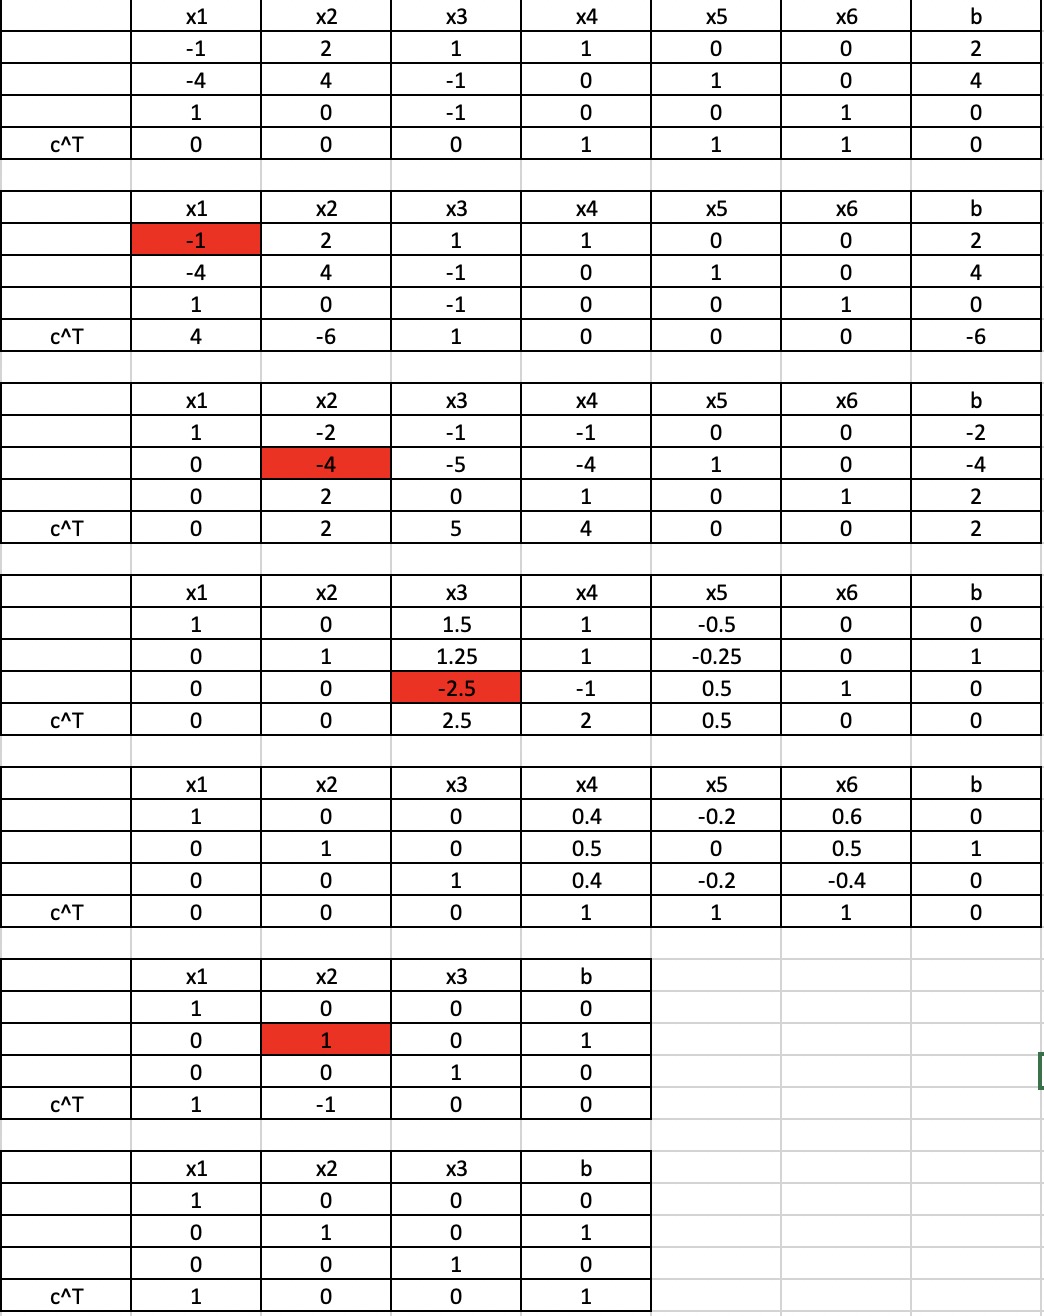 x1 x2 x3 x4 x5 x6 b
-1 2 1 1 0 0 2
-4 4 -1 0 1 0 4
1 0 -1 0 0 1 0
c^T 0 0 0 1 1 1 0
x1 x2 x3 x4 x5 x6 b
-1 2 1 1 0 0 2
-4 4 -1 0 1 0 4
1 0 -1 0 0 1 0
c^T 4 -6 1 0 0 0 -6
x1 x2 x3 x4 x5 x6 b
1 -2 -1 -1 0 0 -2
0 -4 -5 -4 1 0 -4
0 2 0 1 0 1 2
c^T 0 2 5 4 0 0 2
x1 x2 x3 x4 x5 x6 b
1 0 1.5 1 -0.5 0 0
0 1 1.25 1 -0.25 0 1
0 0 -2.5 -1 0.5 1 0
c^T 0 0 2.5 2 0.5 0 0
x1 x2 x3 x4 x5 x6 b
1 0 0 0.4 -0.2 0.6 0
0 1 0 0.5 0 0.5 1
0 0 1 0.4 -0.2 -0.4 0
c^T 0 0 0 1 1 1 0
x1 x2 x3 b
1 0 0 0
0 1 0 1
0 0 1 0
c^T 1 -1 0 0
x1 x2 x3 b
1 0 0 0
0 1 0 1
0 0 1 0
c^T 1 0 0 1